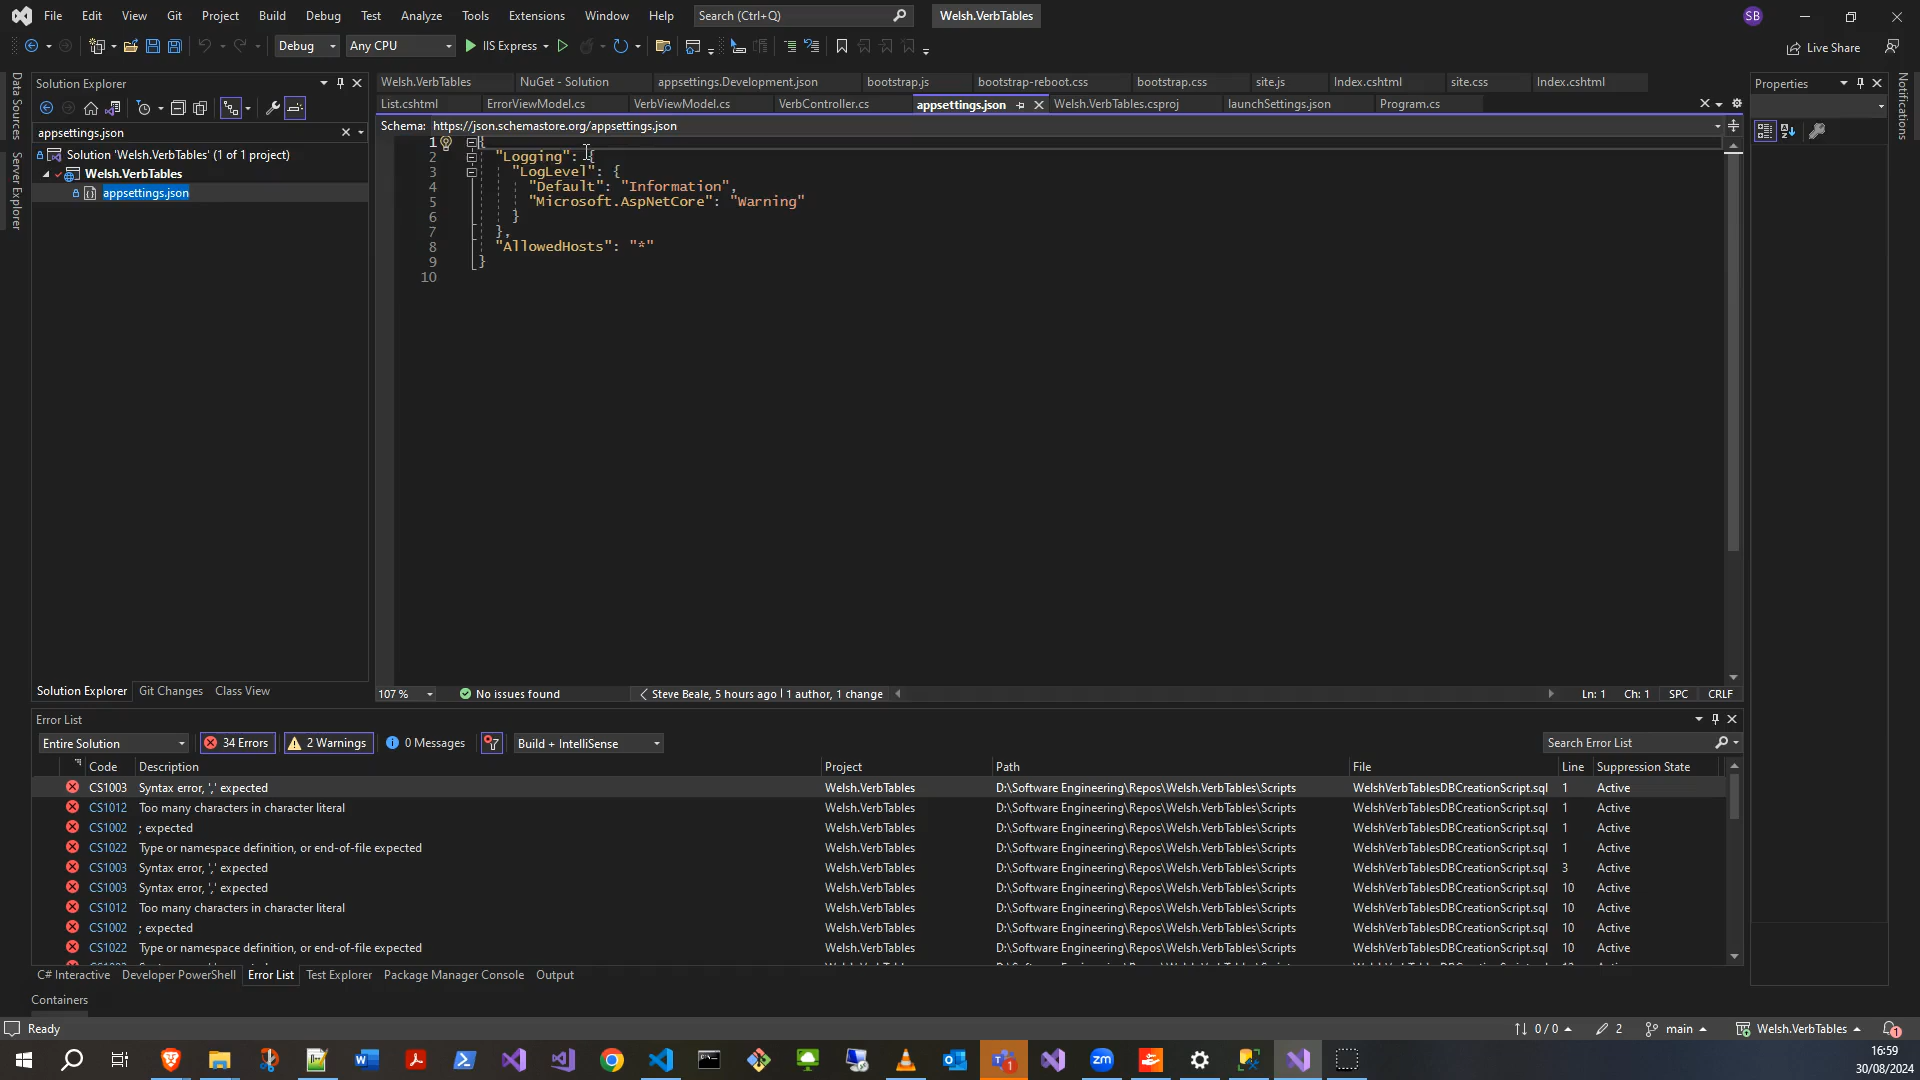 File Edit View Git Project Build Debug Test Analyze Tools Extensions Window Help Search (Ctrl+Q) Welsh.VerbTables SB
Debug Any CPU IIS Express Live Share
Data Sources
Server Explorer
Solution Explorer
appsettings.json
Solution 'Welsh.VerbTables' (1 of 1 project)
Welsh.VerbTables
appsettings.json
Solution Explorer Git Changes Class View
Welsh.VerbTables NuGet - Solution appsettings.Development.json bootstrap.js bootstrap-reboot.css bootstrap.css site.js Index.cshtml site.css Index.cshtml
List.cshtml ErrorViewModel.cs VerbViewModel.cs VerbController.cs appsettings.json Welsh.VerbTables.csproj launchSettings.json Program.cs
Schema: https://json.schemastore.org/appsettings.json
1 {
2 "Logging": {
3 "LogLevel": {
4 "Default": "Information",
5 "Microsoft.AspNetCore": "Warning"
6 }
7 },
8 "AllowedHosts": "*"
9 }
10
107 % No issues found Steve Beale, 5 hours ago | 1 author, 1 change Ln: 1 Ch: 1 SPC CRLF
Properties
Notifications
Error List
Entire Solution 34 Errors 2 Warnings 0 Messages Build + IntelliSense Search Error List
Code Description Project Path File Line Suppression State
CS1003 Syntax error, ',' expected Welsh.VerbTables D:\Software Engineering\Repos\Welsh.VerbTables\Scripts WelshVerbTablesDBCreationScript.sql 1 Active
CS1012 Too many characters in character literal Welsh.VerbTables D:\Software Engineering\Repos\Welsh.VerbTables\Scripts WelshVerbTablesDBCreationScript.sql 1 Active
CS1002 ; expected Welsh.VerbTables D:\Software Engineering\Repos\Welsh.VerbTables\Scripts WelshVerbTablesDBCreationScript.sql 1 Active
CS1022 Type or namespace definition, or end-of-file expected Welsh.VerbTables D:\Software Engineering\Repos\Welsh.VerbTables\Scripts WelshVerbTablesDBCreationScript.sql 1 Active
CS1003 Syntax error, ',' expected Welsh.VerbTables D:\Software Engineering\Repos\Welsh.VerbTables\Scripts WelshVerbTablesDBCreationScript.sql 3 Active
CS1003 Syntax error, ',' expected Welsh.VerbTables D:\Software Engineering\Repos\Welsh.VerbTables\Scripts WelshVerbTablesDBCreationScript.sql 10 Active
CS1012 Too many characters in character literal Welsh.VerbTables D:\Software Engineering\Repos\Welsh.VerbTables\Scripts WelshVerbTablesDBCreationScript.sql 10 Active
CS1002 ; expected Welsh.VerbTables D:\Software Engineering\Repos\Welsh.VerbTables\Scripts WelshVerbTablesDBCreationScript.sql 10 Active
CS1022 Type or namespace definition, or end-of-file expected Welsh.VerbTables D:\Software Engineering\Repos\Welsh.VerbTables\Scripts WelshVerbTablesDBCreationScript.sql 10 Active
C# Interactive Developer PowerShell Error List Test Explorer Package Manager Console Output
Containers
Ready 0 / 0 2 main Welsh.VerbTables 1
zm
16:59
30/08/2024